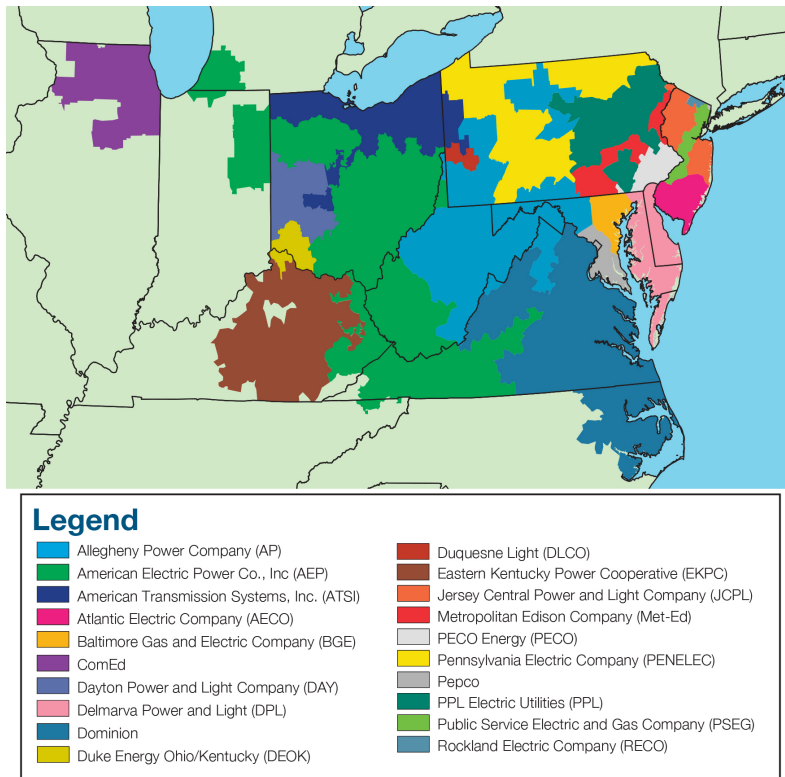 Legend
Allegheny Power Company (AP)
American Electric Power Co., Inc (AEP)
American Transmission Systems, Inc. (ATSI)
Atlantic Electric Company (AECO)
Baltimore Gas and Electric Company (BGE)
ComEd
Dayton Power and Light Company (DAY)
Delmarva Power and Light (DPL)
Dominion
Duke Energy Ohio/Kentucky (DEOK)
Duquesne Light (DLCO)
Eastern Kentucky Power Cooperative (EKPC)
Jersey Central Power and Light Company (JCPL)
Metropolitan Edison Company (Met-Ed)
PECO Energy (PECO)
Pennsylvania Electric Company (PENELEC)
Pepco
PPL Electric Utilities (PPL)
Public Service Electric and Gas Company (PSEG)
Rockland Electric Company (RECO)